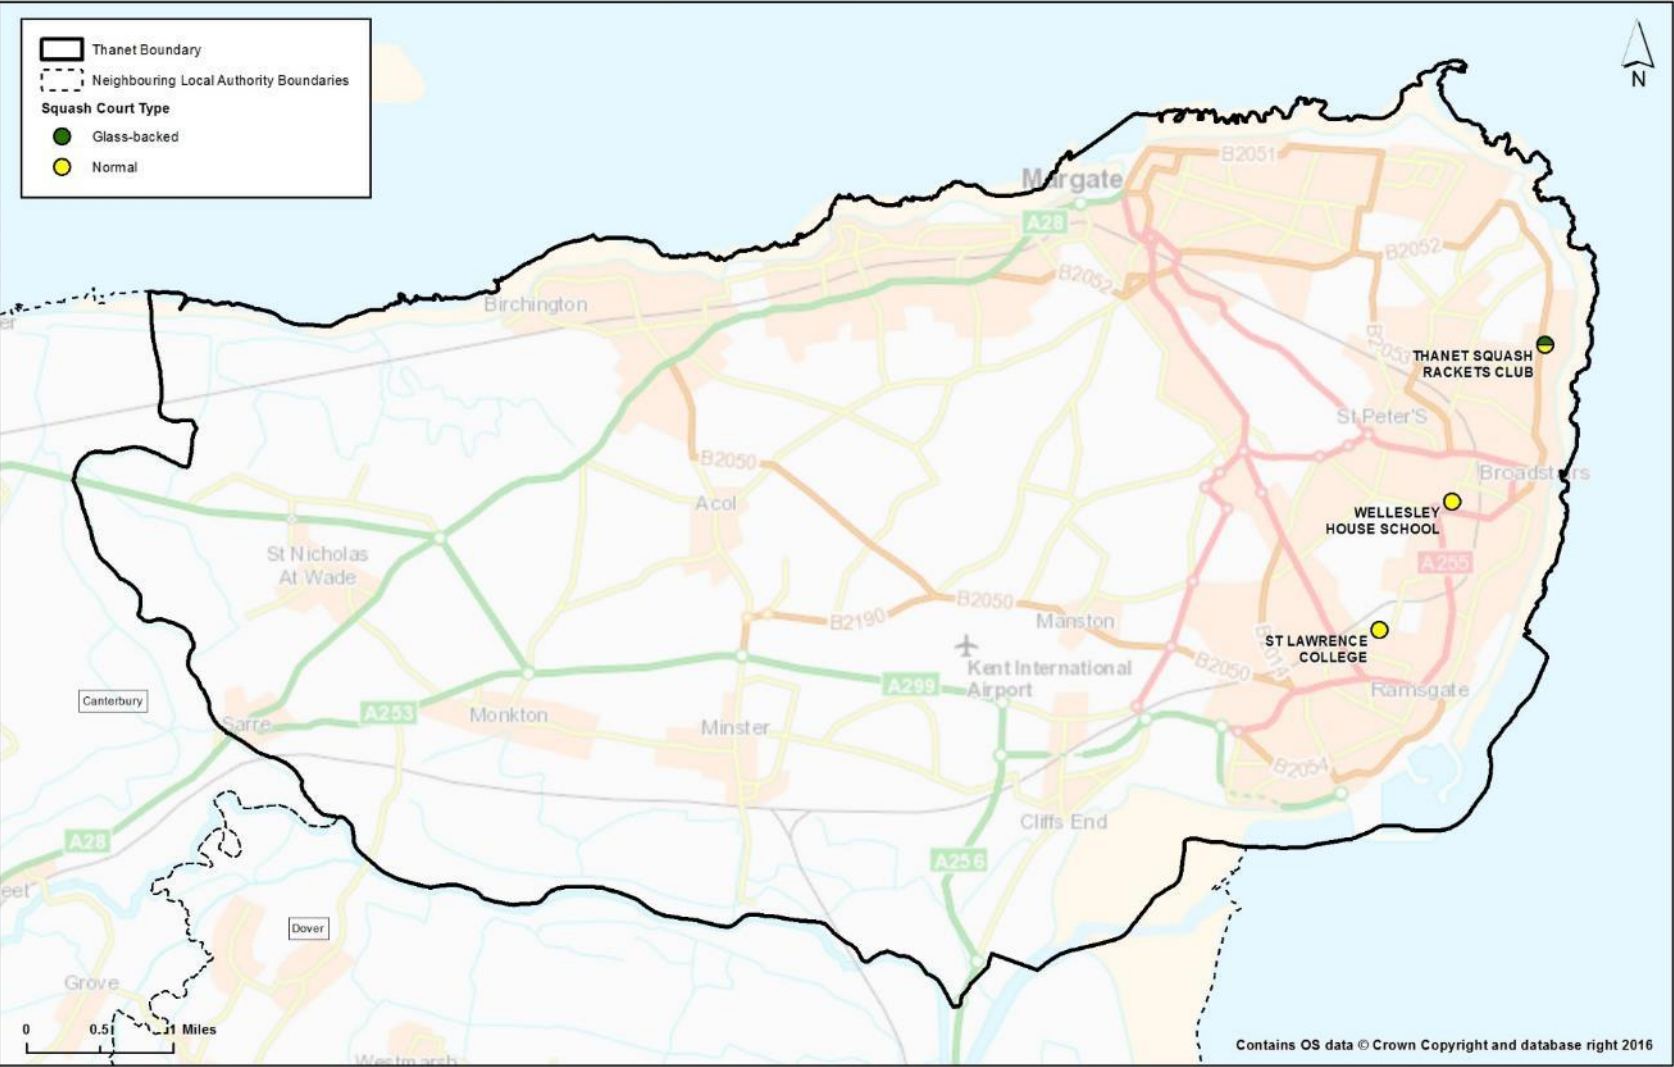 Thanet Boundary
Neighbouring Local Authority Boundaries
Squash Court Type
Glass-backed
Normal
N
B2051
Margate
A28
B2052
B2052
Birchington
er
B2053
THANET SQUASH
RACKETS CLUB
St Peter'S
B2050
Broadstairs
Acol
WELLESLEY
HOUSE SCHOOL
St Nicholas
At Wade
A255
B2050
B2190
Manston
B2014
ST LAWRENCE
COLLEGE
B2050
Kent International
Airport
A299
Ramsgate
Canterbury
A253
Monkton
Sarre
Minster
B2054
Cliffs End
A28
A256
eet
Dover
Grove
0 0.5 1 Miles
Westmarsh
Contains OS data © Crown Copyright and database right 2016